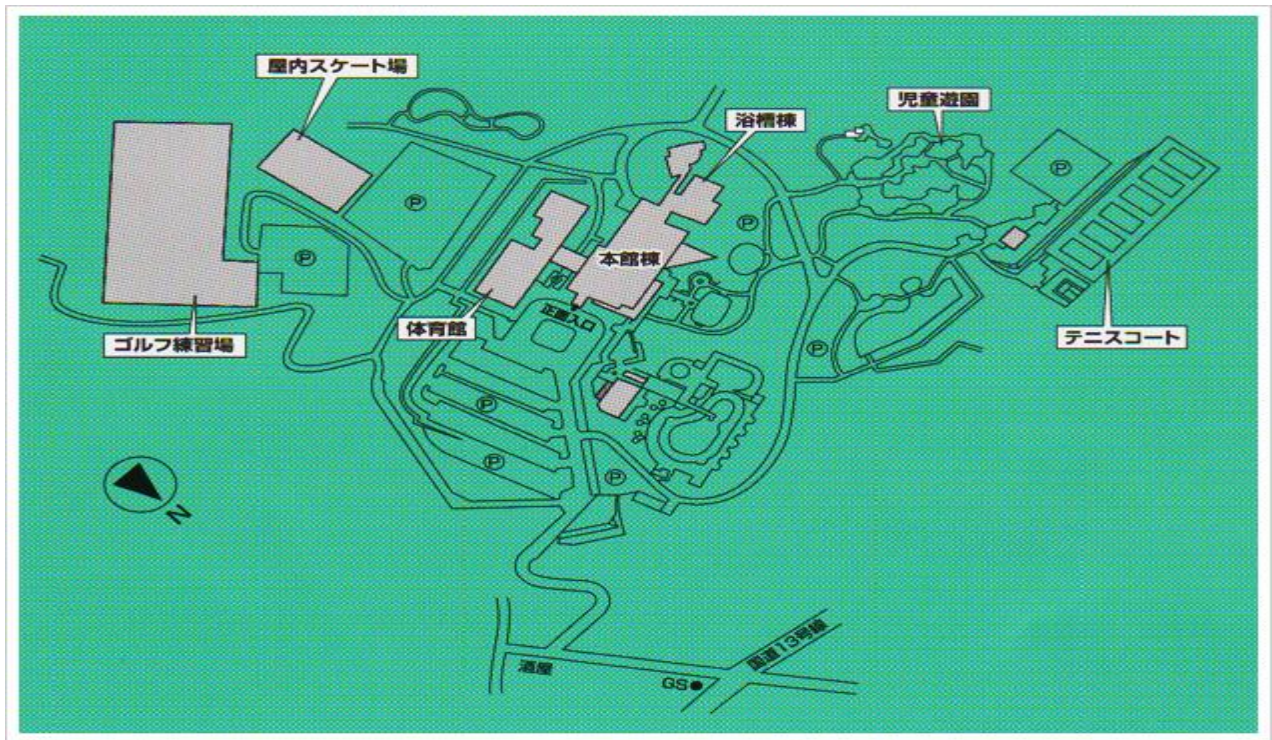 屋内スケート場
児童遊園
浴槽棟
P
P
P
P
本館棟
正面入口
体育館
ゴルフ練習場
テニスコート
P
P
P
P
N
国道13号線
酒屋
GS